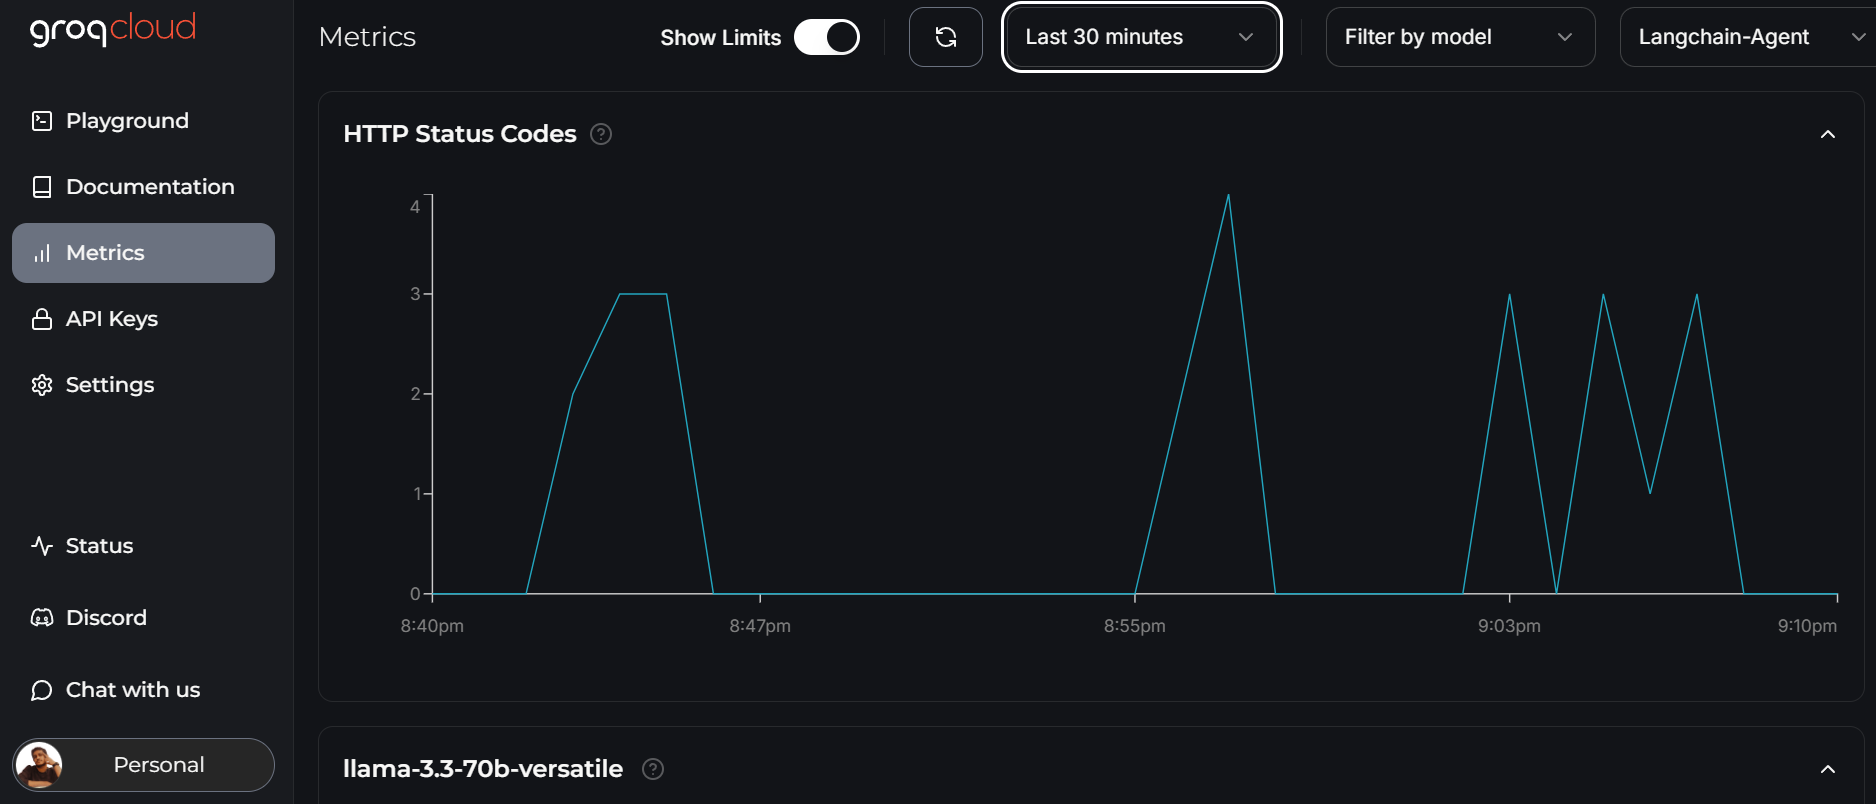 groqcloud
Playground
Documentation
Metrics
API Keys
Settings
Status
Discord
Chat with us
Personal
Metrics
Show Limits
Last 30 minutes
Filter by model
Langchain-Agent
HTTP Status Codes ?
4
3
2
1
0
8:40pm 8:47pm 8:55pm 9:03pm 9:10pm
llama-3.3-70b-versatile ?